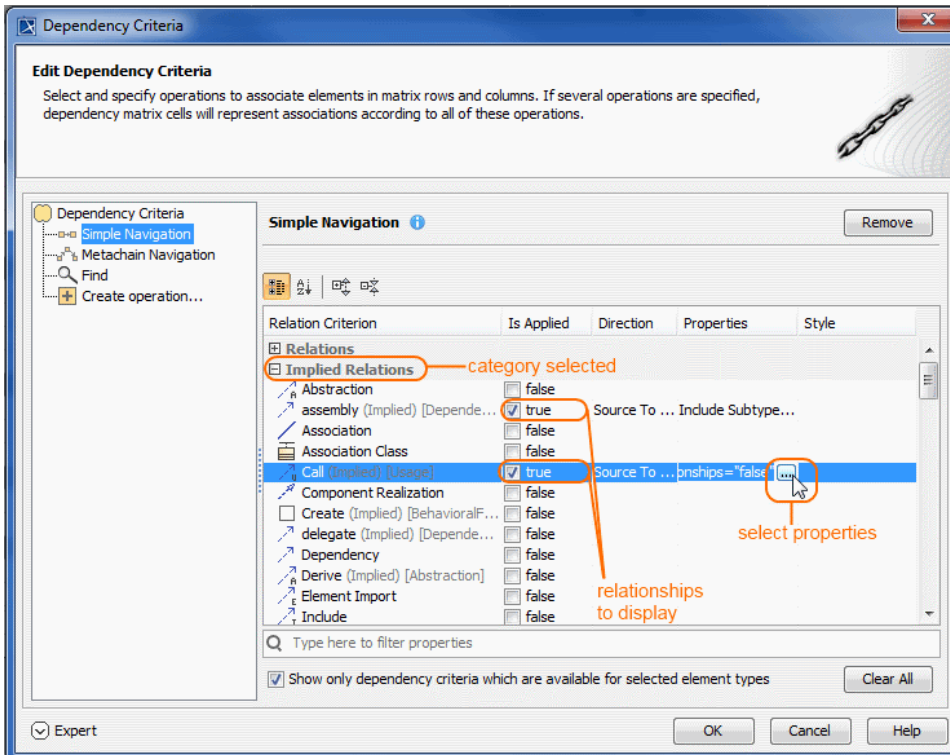 Dependency Criteria
Edit Dependency Criteria
Select and specify operations to associate elements in matrix rows and columns. If several operations are specified,
dependency matrix cells will represent associations according to all of these operations.
Dependency Criteria
Simple Navigation
Metachain Navigation
Find
Create operation...
Simple Navigation
Remove
Relation Criterion Is Applied Direction Properties Style
Relations
Implied Relations
category selected
Abstraction false
assembly (Implied) [Depende... true Source To ... Include Subtype...
Association false
Association Class false
Call (Implied) [Usage] true Source To ... onships="false" ...
Component Realization false
Create (Implied) [BehavioralF... false
delegate (Implied) [Depende... false
select properties
Dependency false
Derive (Implied) [Abstraction] false
Element Import false
relationships
to display
Include false
Type here to filter properties
Show only dependency criteria which are available for selected element types
Clear All
Expert
OK Cancel Help